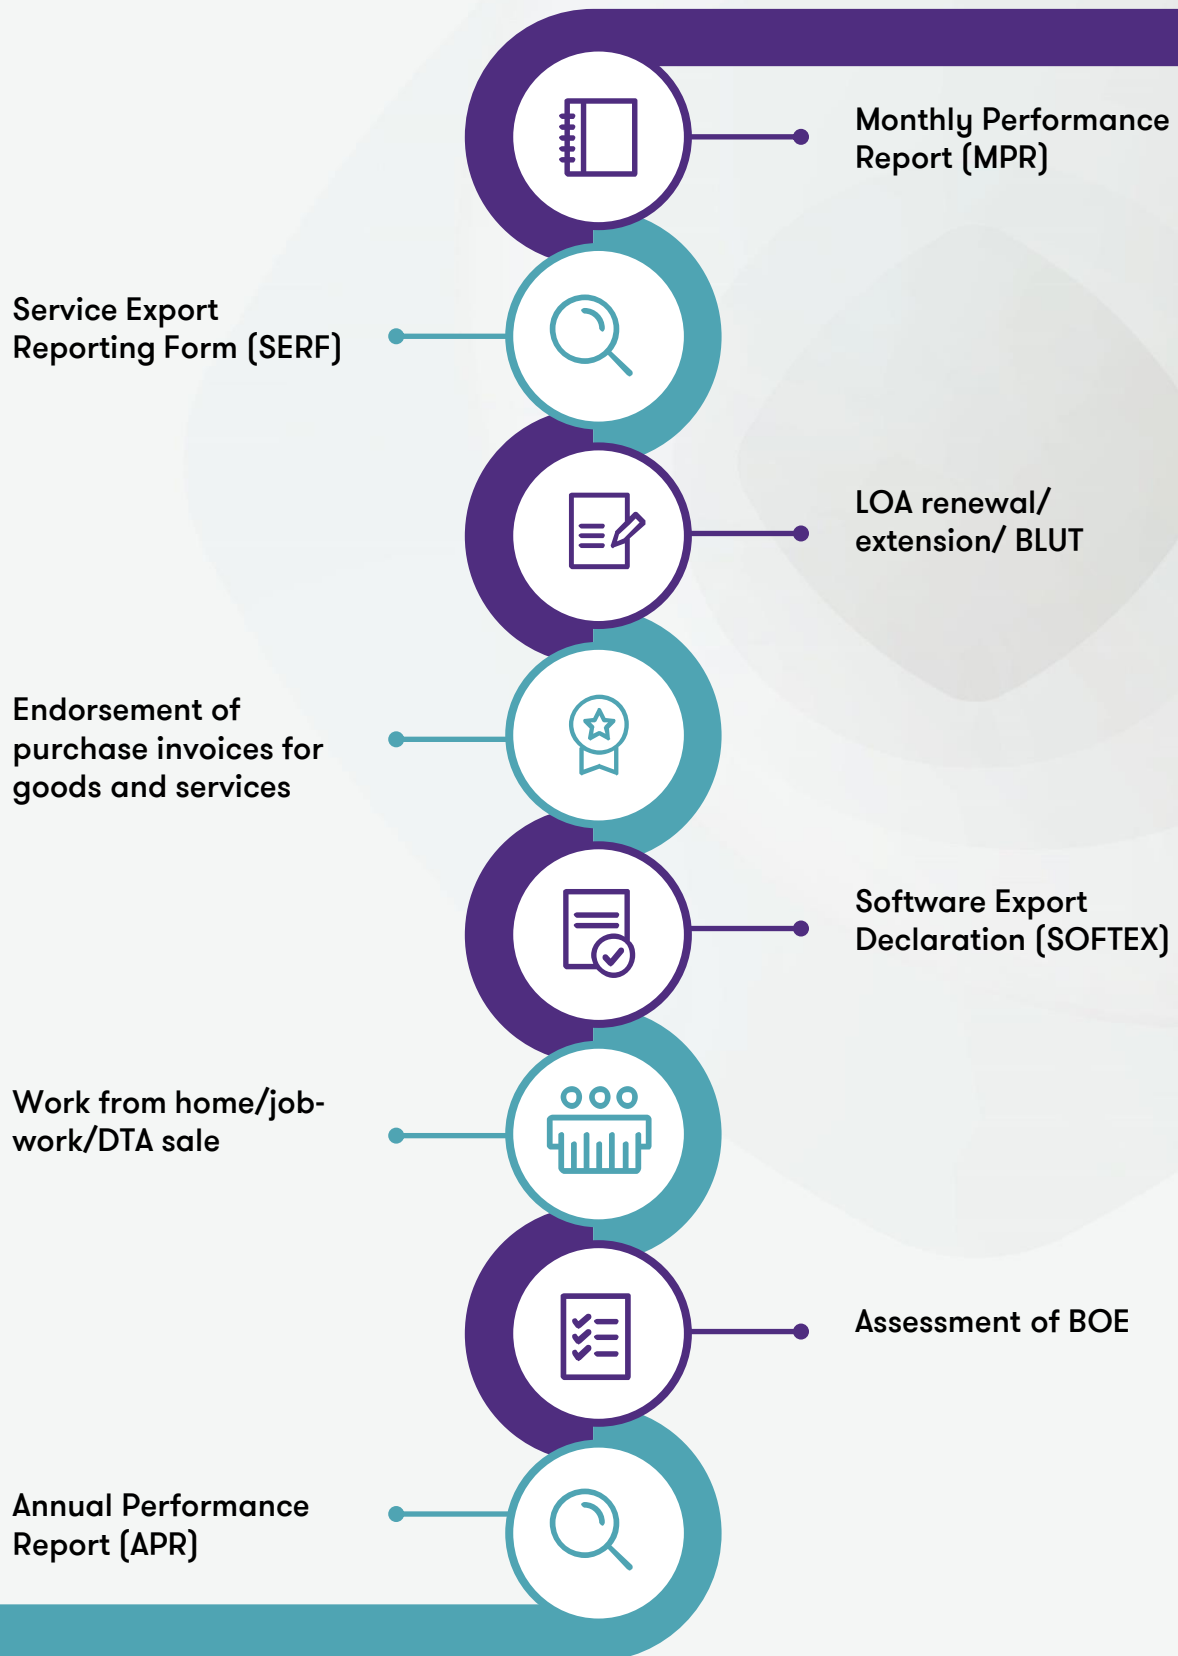 Monthly Performance
Report (MPR)
Service Export
Reporting Form (SERF)
LOA renewal/
extension/ BLUT
Endorsement of
purchase invoices for
goods and services
Software Export
Declaration (SOFTEX)
Work from home/job-
work/DTA sale
Assessment of BOE
Annual Performance
Report (APR)